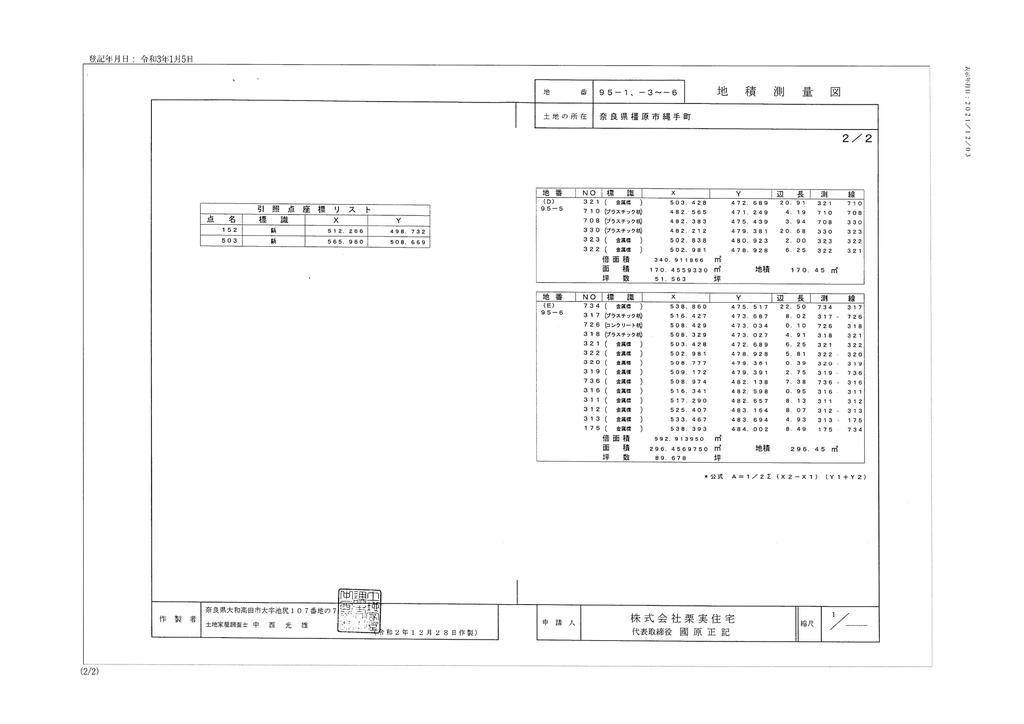 登記年月日：令和3年1月5日
表示年月日：2021/12/03
地番 95－1、－3～－6 地積測量図
土地の所在 奈良県橿原市縄手町
2／2
引照点座標リスト
点名 標識 X Y
152 鋲 512.266 498.732
503 鋲 565.980 508.669
地番 NO 標識 X Y 辺長 測線
(D) 321 (金属標) 503.428 472.689 20.91 321 710
95－5 710 (プラスチック杭) 482.565 471.249 4.19 710 708
708 (プラスチック杭) 482.383 475.439 3.94 708 330
330 (プラスチック杭) 482.212 479.381 20.68 330 323
323 (金属標) 502.838 480.923 2.00 323 322
322 (金属標) 502.981 478.928 6.25 322 321
倍面積 340.911866 ㎡
面積 170.4559330 ㎡ 地積 170.45 ㎡
坪数 51.563 坪
地番 NO 標識 X Y 辺長 測線
(E) 734 (金属標) 538.860 475.517 22.50 734 317
95－6 317 (プラスチック杭) 516.427 473.687 8.02 317 - 726
726 (コンクリート杭) 508.429 473.034 0.10 726 318
318 (プラスチック杭) 508.329 473.027 4.91 318 321
321 (金属標) 503.428 472.689 6.25 321 322
322 (金属標) 502.981 478.928 5.81 322 - 320
320 (金属標) 508.777 479.361 0.39 320 - 319
319 (金属標) 509.172 479.391 2.75 319 - 736
736 (金属標) 508.974 482.138 7.38 736 - 316
316 (金属標) 516.341 482.598 0.95 316 - 311
311 (金属標) 517.290 482.657 8.13 311 312
312 (金属標) 525.407 483.164 8.07 312 - 313
313 (金属標) 533.467 483.694 4.93 313 - 175
175 (金属標) 538.393 484.002 8.49 175 734
倍面積 592.913950 ㎡
面積 296.4569750 ㎡ 地積 296.45 ㎡
坪数 89.678 坪
＊公式 A＝1／2Σ(X2－X1)(Y1＋Y2)
作製者 奈良県大和高田市大字池尻107番地の7
土地家屋調査士 中西光雄
(令和2年12月28日作製)
申請人 株式会社栗実住宅
代表取締役 國原正記
縮尺 1／
(2/2)